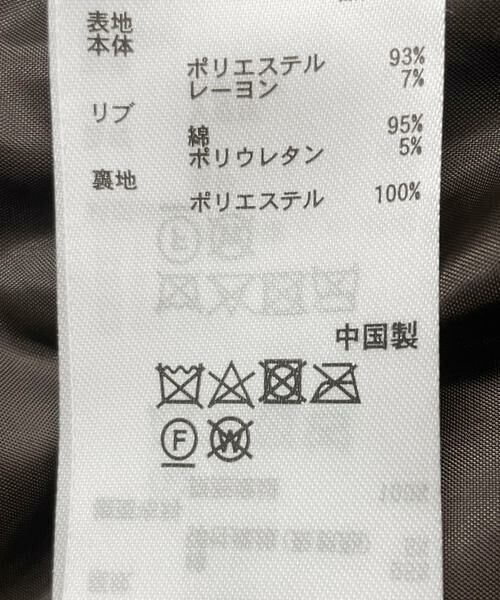 表地
本体
ポリエステル 93%
レーヨン 7%
リブ
綿 95%
ポリウレタン 5%
裏地
ポリエステル 100%
中国製
F W